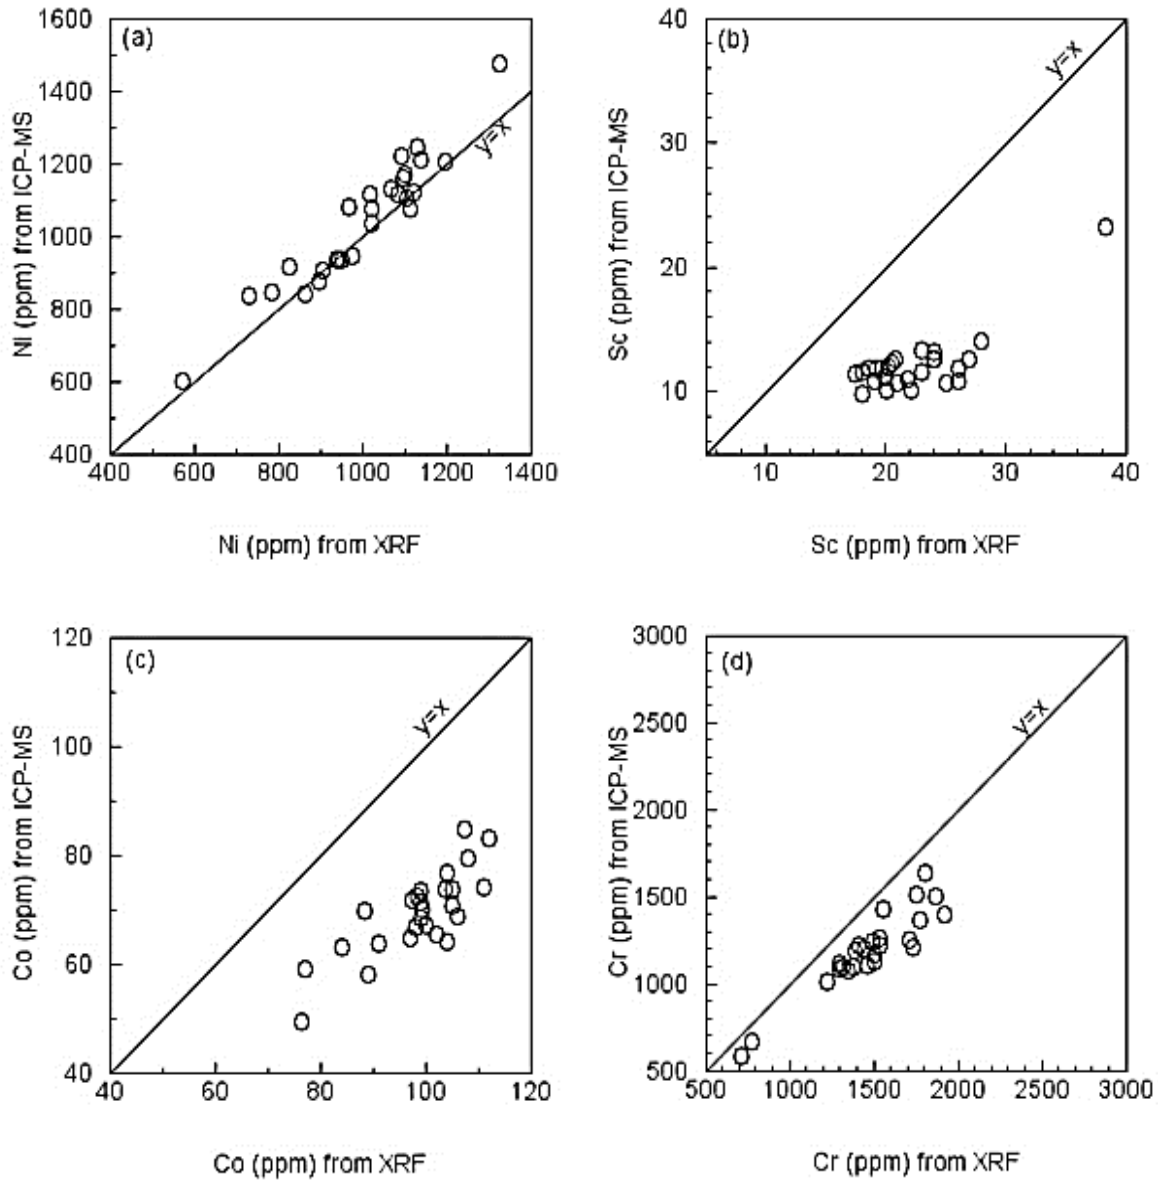 (a)
1600
1400
1200
1000
800
600
400
Ni (ppm) from ICP-MS
y=x
400 600 800 1000 1200 1400
Ni (ppm) from XRF
(b)
40
30
20
10
Sc (ppm) from ICP-MS
y=x
10 20 30 40
Sc (ppm) from XRF
(c)
120
100
80
60
40
Co (ppm) from ICP-MS
y=x
40 60 80 100 120
Co (ppm) from XRF
(d)
3000
2500
2000
1500
1000
500
Cr (ppm) from ICP-MS
y=x
500 1000 1500 2000 2500 3000
Cr (ppm) from XRF